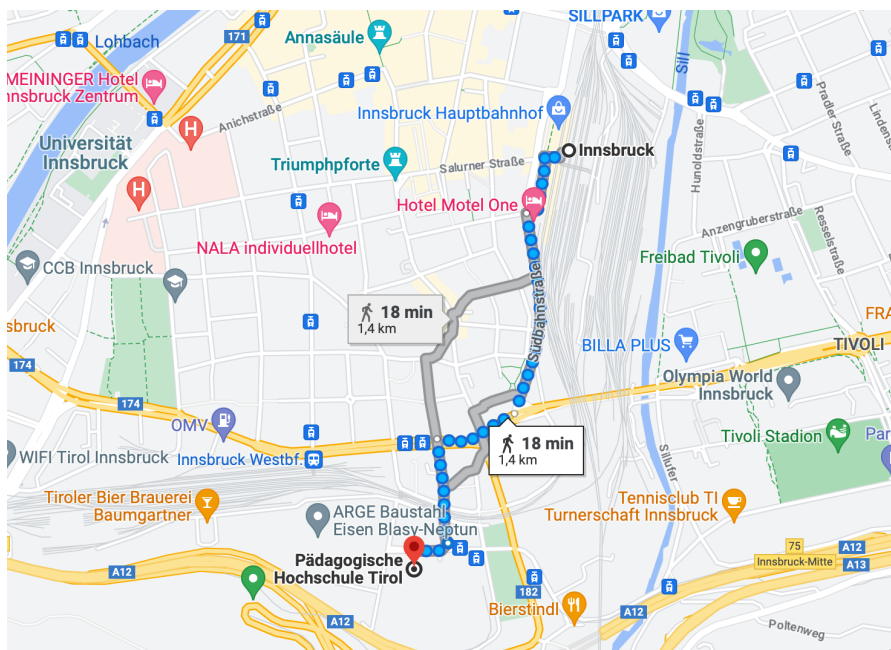 SILLPARK
Lohbach
171
Annasäule
Sill
MEININGER Hotel
nnsbruck Zentrum
Pradler Straße
Lindens
Innsbruck Hauptbahnhof
Anichstraße
H
Universität
Innsbruck
Hunoldstraße
Innsbruck
Triumphpforte
Salurner Straße
H
Hotel Motel One
Anzengruberstraße
Resselstraße
NALA individuellhotel
Freibad Tivoli
CCB Innsbruck
18 min
1,4 km
Südbahnstraße
sbruck
FRA
BILLA PLUS
TIVOLI
174
Olympia World
Innsbruck
174
OMV
18 min
1,4 km
Tivoli Stadion
Par
WIFI Tirol Innsbruck
Innsbruck Westbf.
Sillufer
Tiroler Bier Brauerei
Baumgartner
Tennisclub TI
Turnerschaft Innsbruck
ARGE Baustahl
Eisen Blasy-Neptun
75
Innsbruck-Mitte
A12
A13
Pädagogische
Hochschule Tirol
A12
182
Bierstindl
A12
A12
Poltenweg